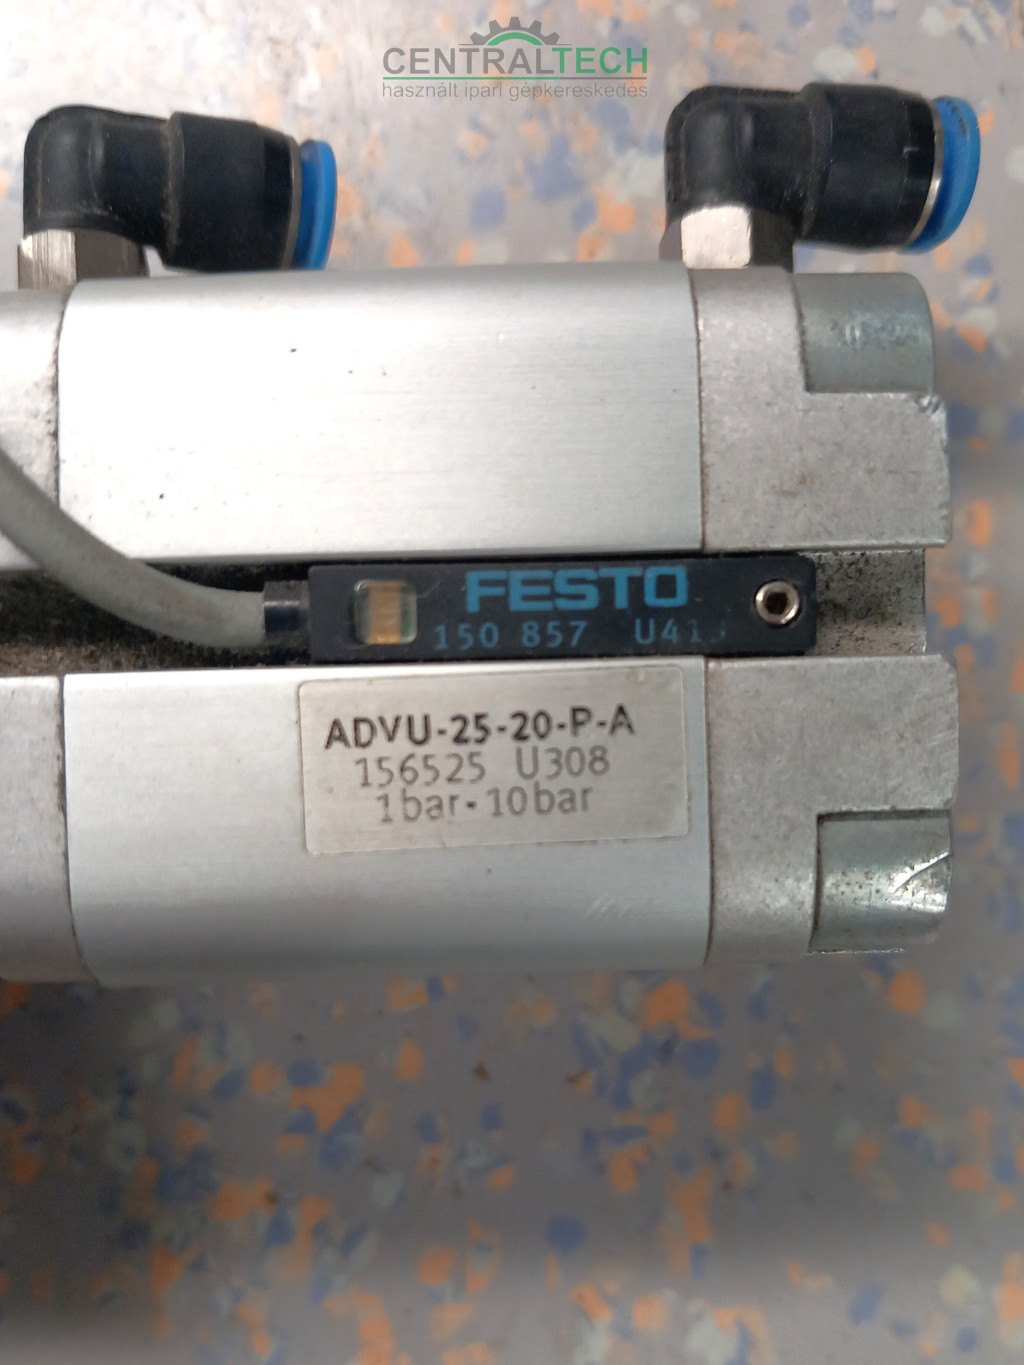 CENTRALTECH
használt ipari gépkereskedés
FESTO
150 857
ADVU-25-20-P-A
156525 U308
1bar-10bar